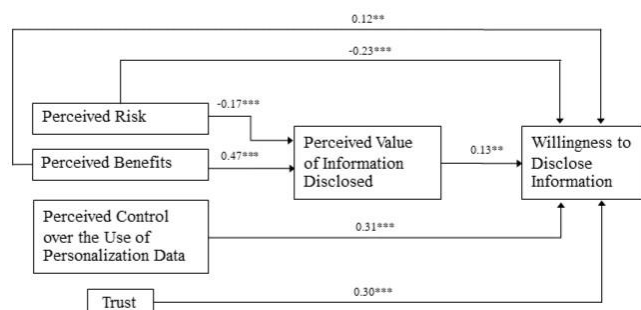 0.12**
-0.23***
-0.17***
Perceived Risk
Perceived Benefits
0.47***
Perceived Value
of Information
Disclosed
0.13**
Willingness to
Disclose
Information
Perceived Control
over the Use of
Personalization Data
0.31***
0.30***
Trust